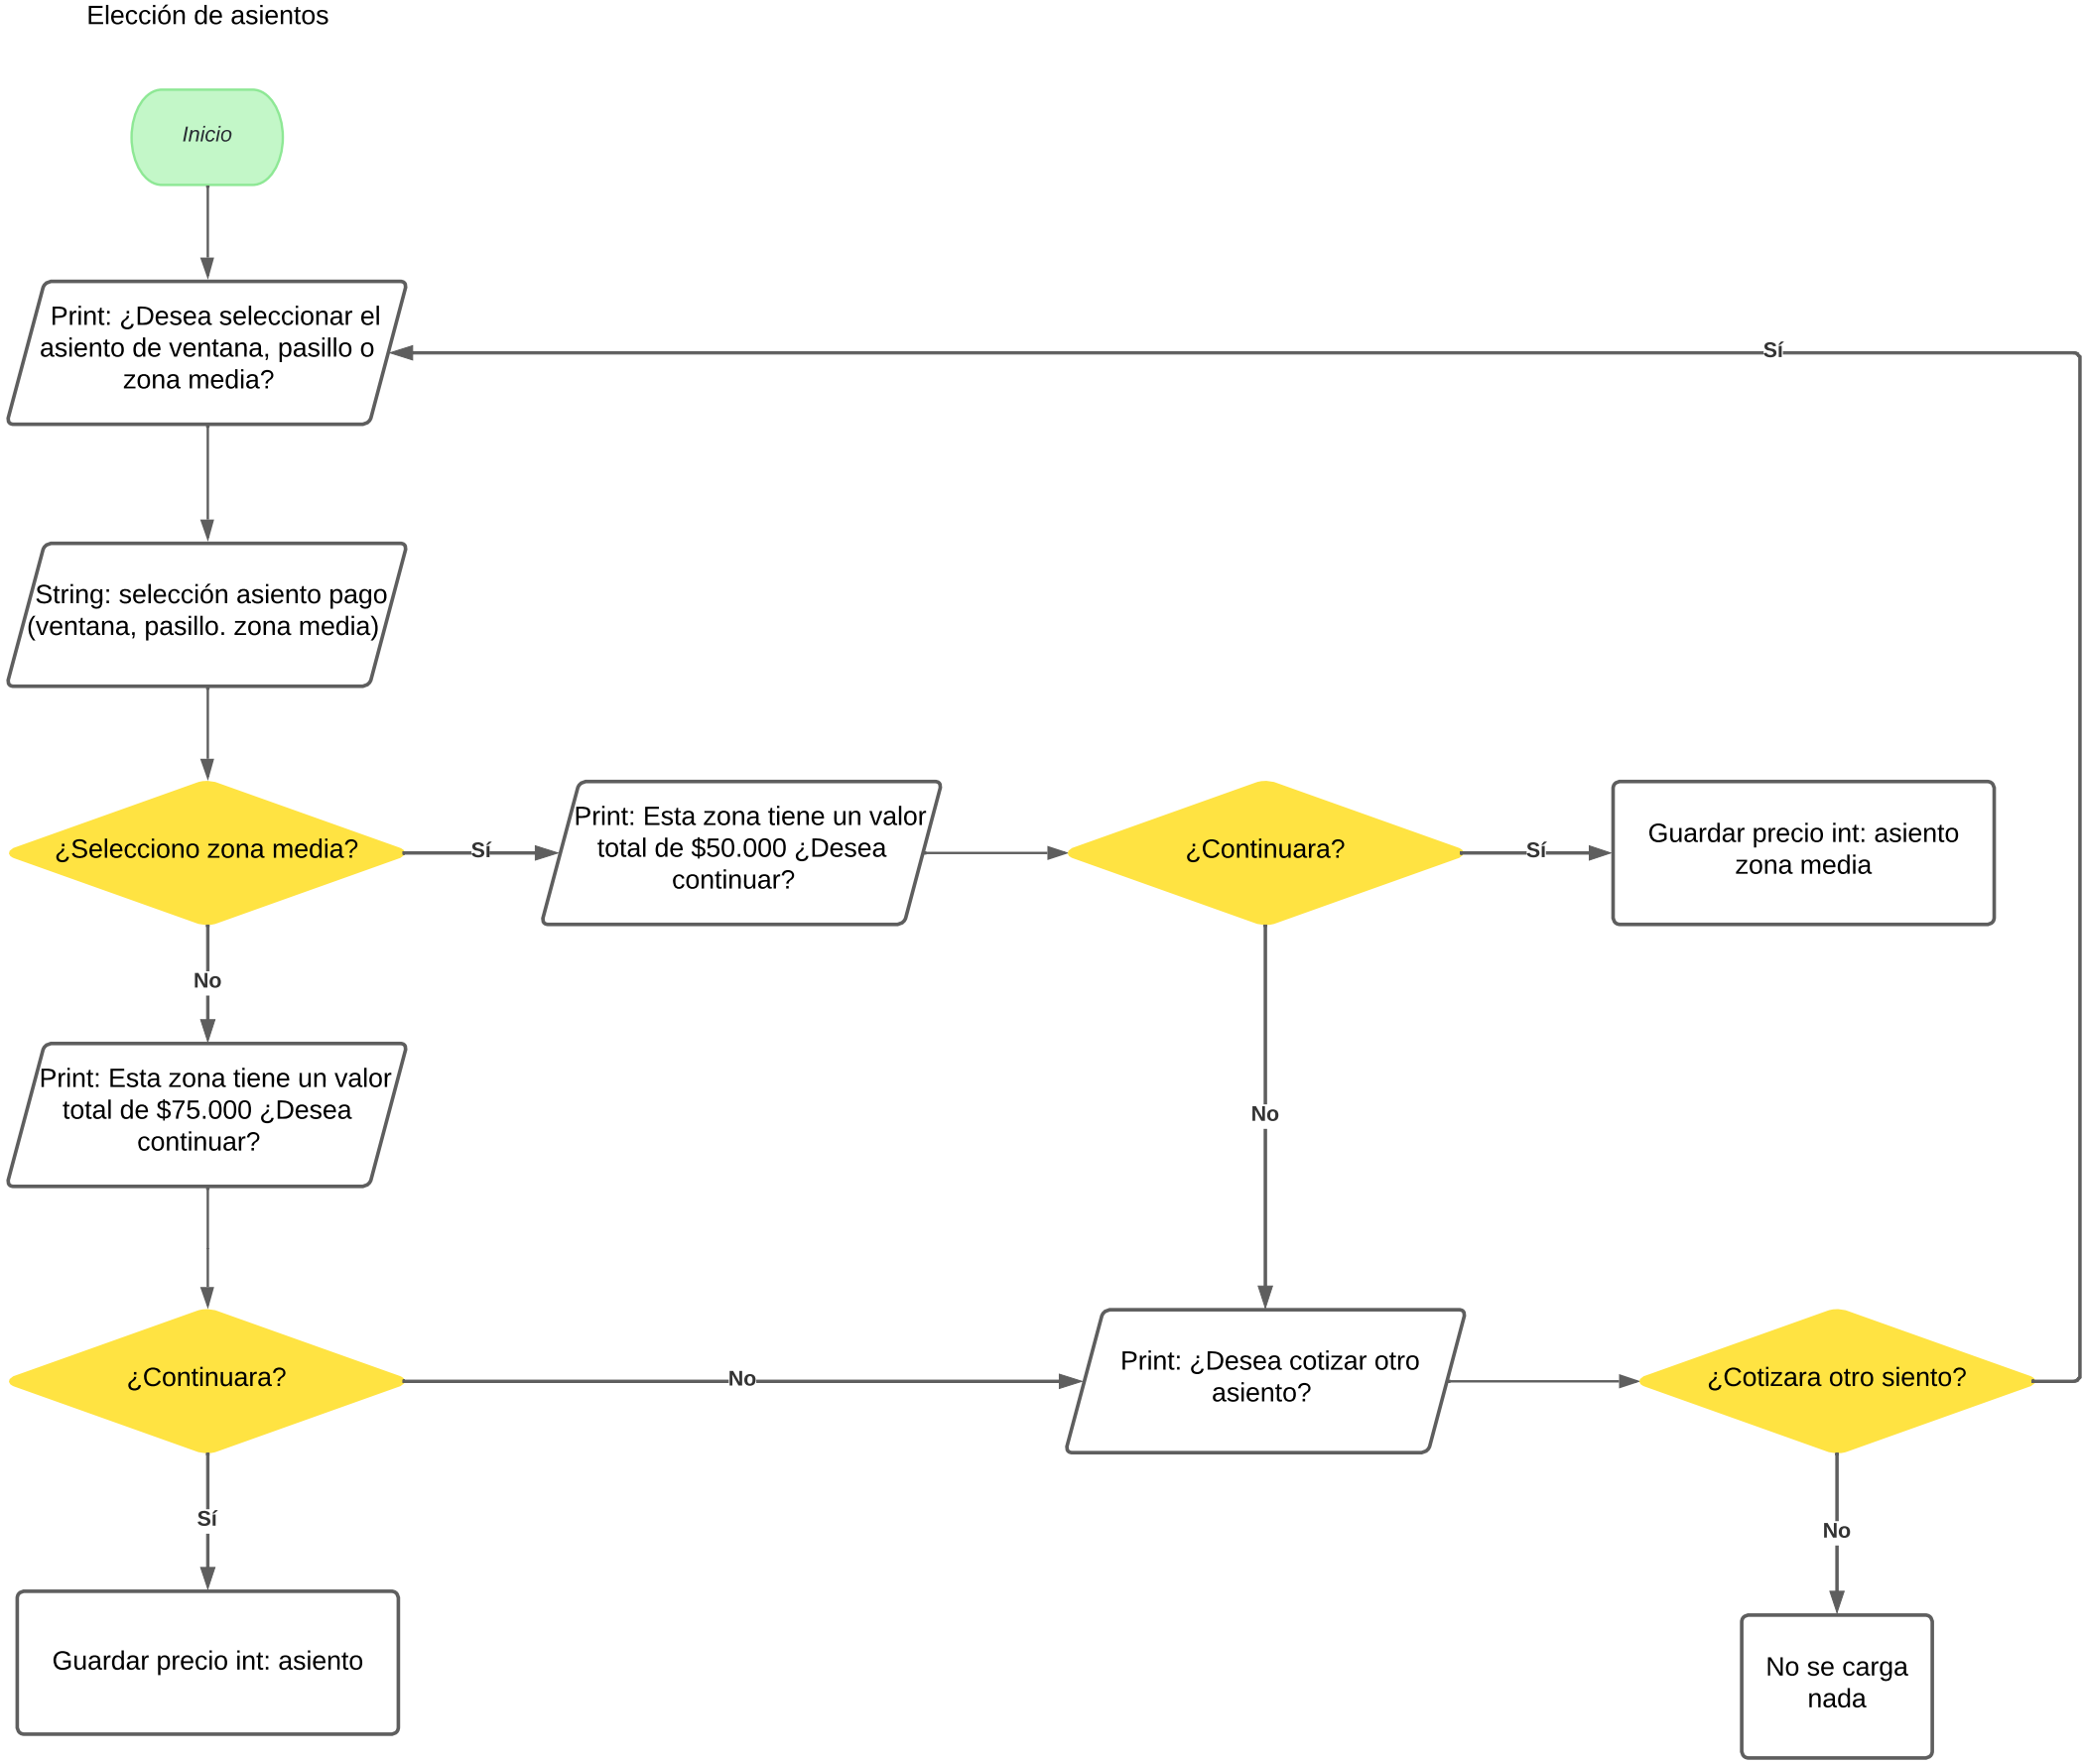 Elección de asientos
Inicio
Print: ¿Desea seleccionar el
asiento de ventana, pasillo o
zona media?
Sí
String: selección asiento pago
(ventana, pasillo. zona media)
¿Selecciono zona media?
Sí
Print: Esta zona tiene un valor
total de $50.000 ¿Desea
continuar?
¿Continuara?
Sí
Guardar precio int: asiento
zona media
No
Print: Esta zona tiene un valor
total de $75.000 ¿Desea
continuar?
No
¿Continuara?
No
Print: ¿Desea cotizar otro
asiento?
¿Cotizara otro siento?
Sí
No
Guardar precio int: asiento
No se carga
nada